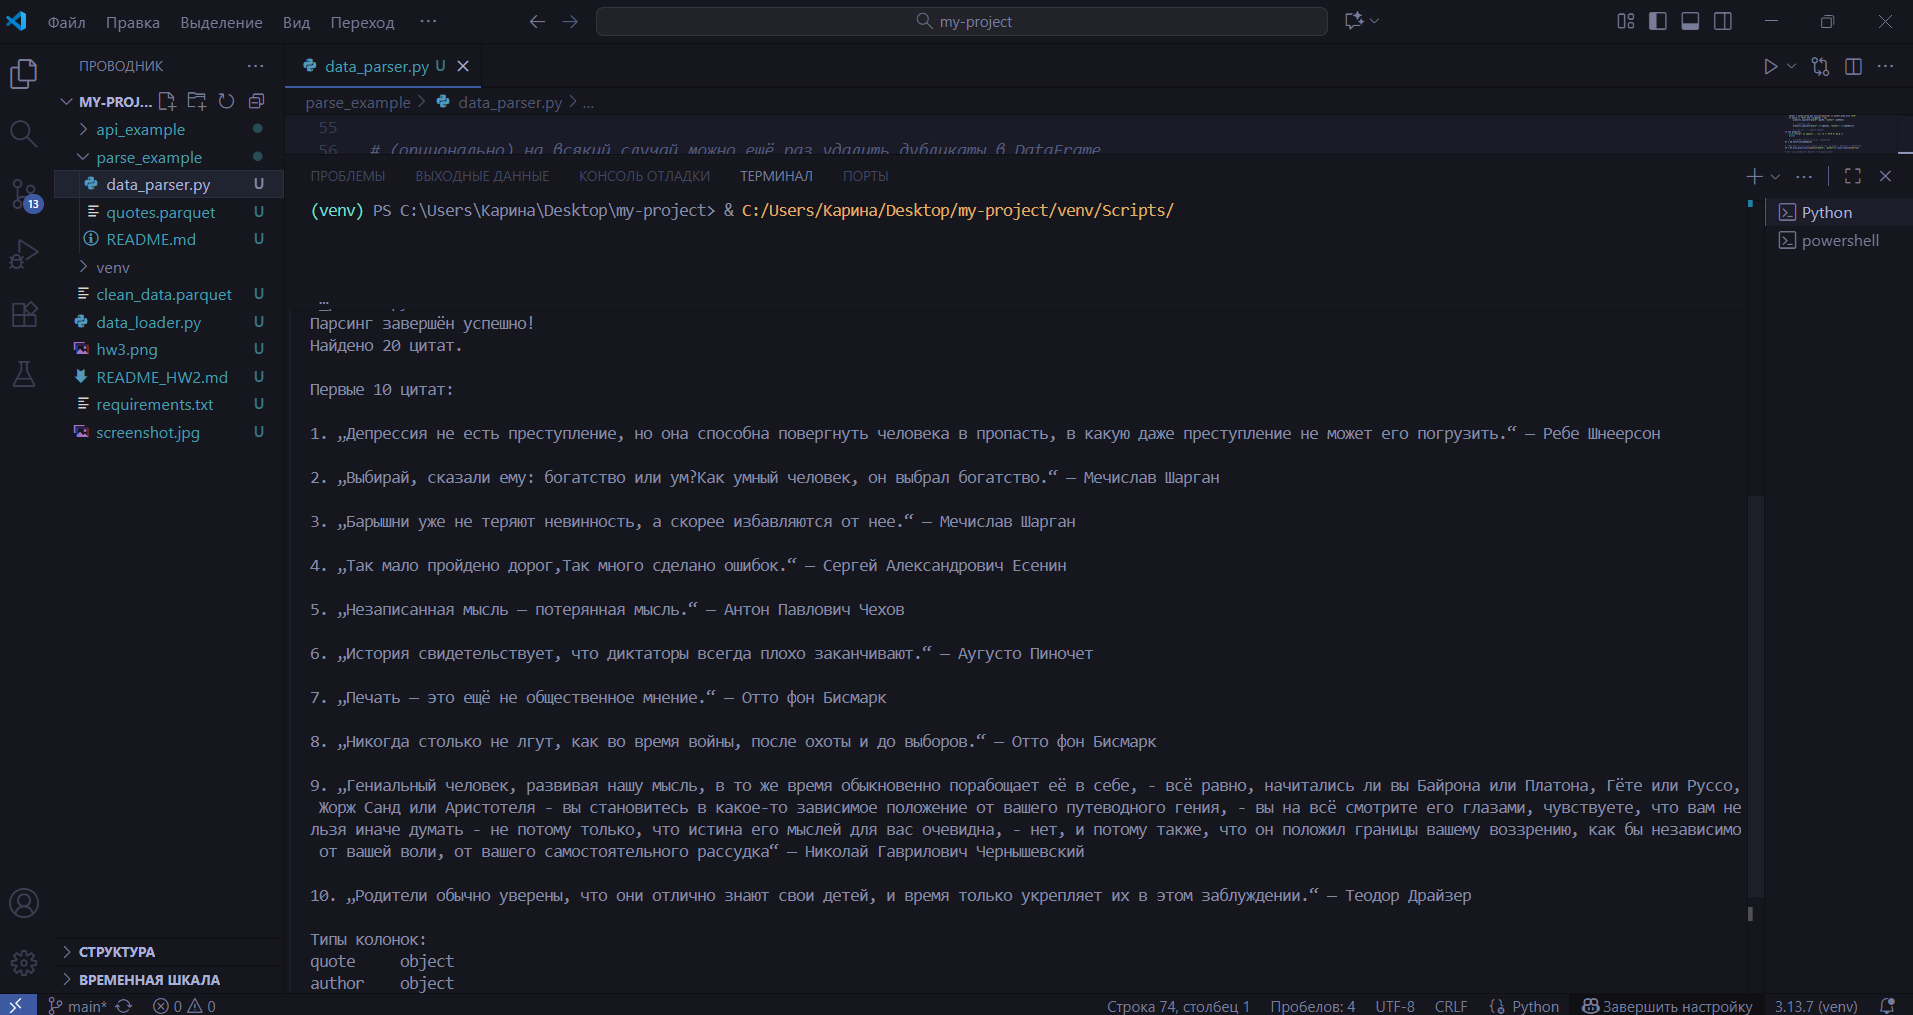 Файл Правка Выделение Вид Переход ··· my-project
ПРОВОДНИК ···
MY-PROJ...
api_example
parse_example
data_parser.py U
quotes.parquet U
README.md U
venv
clean_data.parquet U
data_loader.py U
hw3.png U
README_HW2.md U
requirements.txt U
screenshot.jpg U
СТРУКТУРА
ВРЕМЕННАЯ ШКАЛА
13
data_parser.py U
parse_example > data_parser.py > ...
55
56 # (опционально) на всякий случай можно ещё раз удалить дубликаты в DataFrame
ПРОБЛЕМЫ ВЫХОДНЫЕ ДАННЫЕ КОНСОЛЬ ОТЛАДКИ ТЕРМИНАЛ ПОРТЫ
Python
powershell
(venv) PS C:\Users\Карина\Desktop\my-project> & C:/Users/Карина/Desktop/my-project/venv/Scripts/
…
Парсинг завершён успешно!
Найдено 20 цитат.
Первые 10 цитат:
1. „Депрессия не есть преступление, но она способна повергнуть человека в пропасть, в какую даже преступление не может его погрузить.“ — Ребе Шнеерсон
2. „Выбирай, сказали ему: богатство или ум?Как умный человек, он выбрал богатство.“ — Мечислав Шарган
3. „Барышни уже не теряют невинность, а скорее избавляются от нее.“ — Мечислав Шарган
4. „Так мало пройдено дорог,Так много сделано ошибок.“ — Сергей Александрович Есенин
5. „Незаписанная мысль — потерянная мысль.“ — Антон Павлович Чехов
6. „История свидетельствует, что диктаторы всегда плохо заканчивают.“ — Аугусто Пиночет
7. „Печать — это ещё не общественное мнение.“ — Отто фон Бисмарк
8. „Никогда столько не лгут, как во время войны, после охоты и до выборов.“ — Отто фон Бисмарк
9. „Гениальный человек, развивая нашу мысль, в то же время обыкновенно порабощает её в себе, - всё равно, начитались ли вы Байрона или Платона, Гёте или Руссо,
Жорж Санд или Аристотеля - вы становитесь в какое-то зависимое положение от вашего путеводного гения, - вы на всё смотрите его глазами, чувствуете, что вам не
льзя иначе думать - не потому только, что истина его мыслей для вас очевидна, - нет, и потому также, что он положил границы вашему воззрению, как бы независимо
от вашей воли, от вашего самостоятельного рассудка“ — Николай Гаврилович Чернышевский
10. „Родители обычно уверены, что они отлично знают свои детей, и время только укрепляет их в этом заблуждении.“ — Теодор Драйзер
Типы колонок:
quote object
author object
main* 0 0 Строка 74, столбец 1 Пробелов: 4 UTF-8 CRLF Python Завершить настройку 3.13.7 (venv)